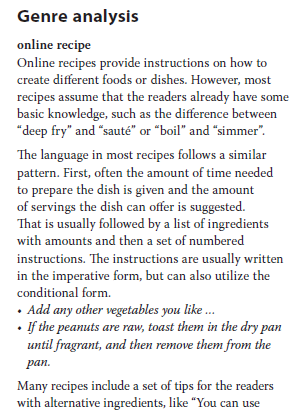 Genre analysis
online recipe
Online recipes provide instructions on how to
create different foods or dishes. However, most
recipes assume that the readers already have some
basic knowledge, such as the difference between
“deep fry” and “sauté” or “boil” and “simmer”.
The language in most recipes follows a similar
pattern. First, often the amount of time needed
to prepare the dish is given and the amount
of servings the dish can offer is suggested.
That is usually followed by a list of ingredients
with amounts and then a set of numbered
instructions. The instructions are usually written
in the imperative form, but can also utilize the
conditional form.
• Add any other vegetables you like ...
• If the peanuts are raw, toast them in the dry pan
until fragrant, and then remove them from the
pan.
Many recipes include a set of tips for the readers
with alternative ingredients, like “You can use